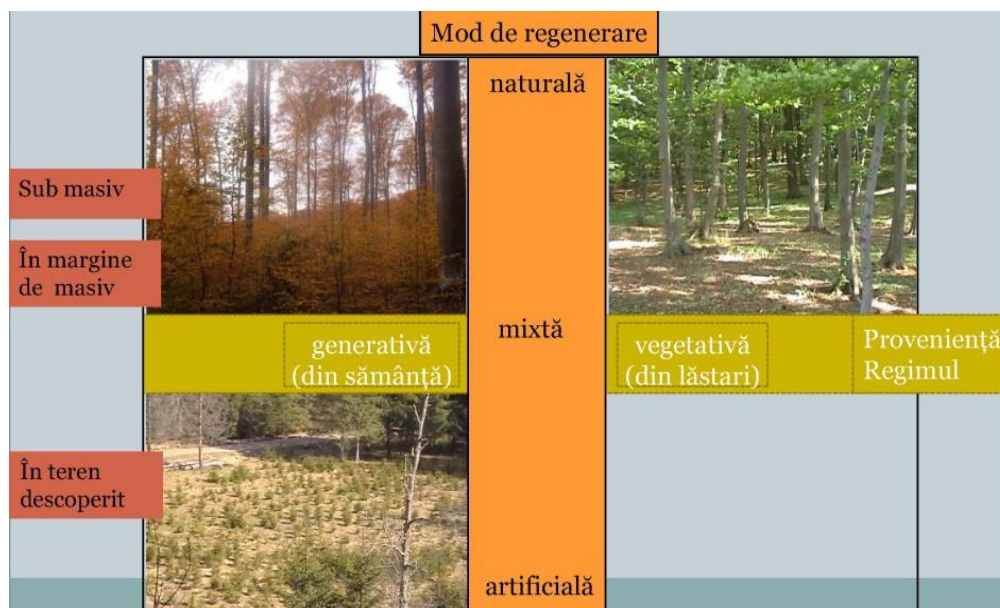 Mod de regenerare
naturală
Sub masiv
În margine
de masiv
mixtă
generativă
(din sămânță)
vegetativă
(din lăstari)
Proveniență
Regimul
În teren
descoperit
artificială